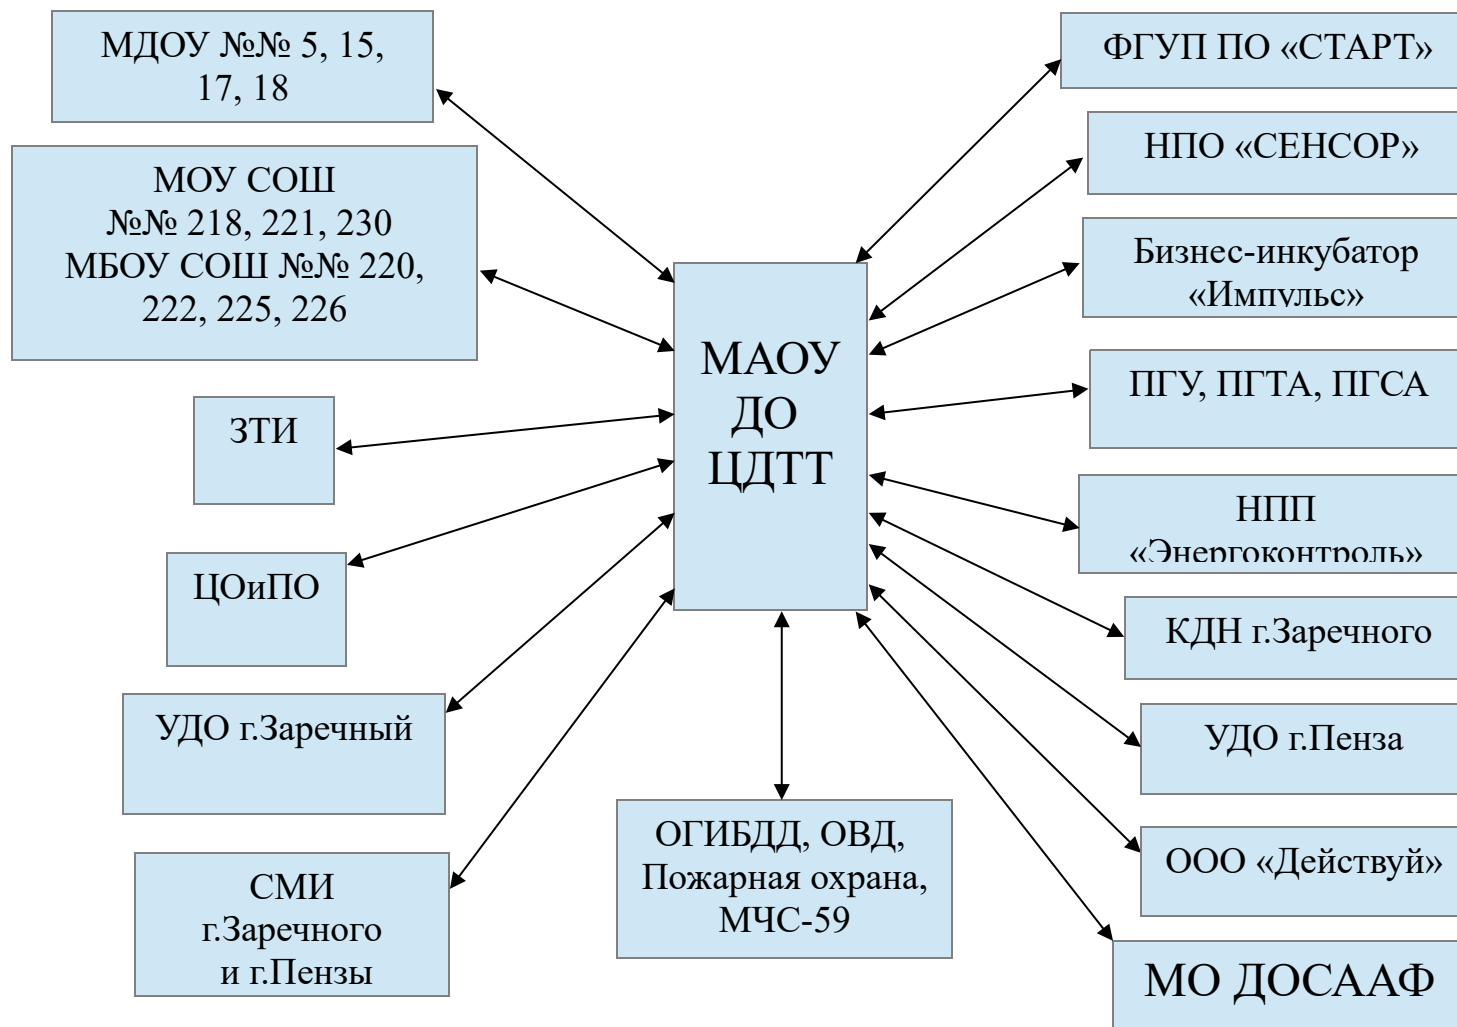 МДОУ №№ 5, 15,
17, 18
МОУ СОШ
№№ 218, 221, 230
МБОУ СОШ №№ 220,
222, 225, 226
ЗТИ
ЦОиПО
УДО г.Заречный
СМИ
г.Заречного
и г.Пензы
МАОУ
ДО
ЦДТТ
ОГИБДД, ОВД,
Пожарная охрана,
МЧС-59
ФГУП ПО «СТАРТ»
НПО «СЕНСОР»
Бизнес-инкубатор
«Импульс»
ПГУ, ПГТА, ПГСА
НПП
«Энергоконтроль»
КДН г.Заречного
УДО г.Пенза
ООО «Действуй»
МО ДОСААФ